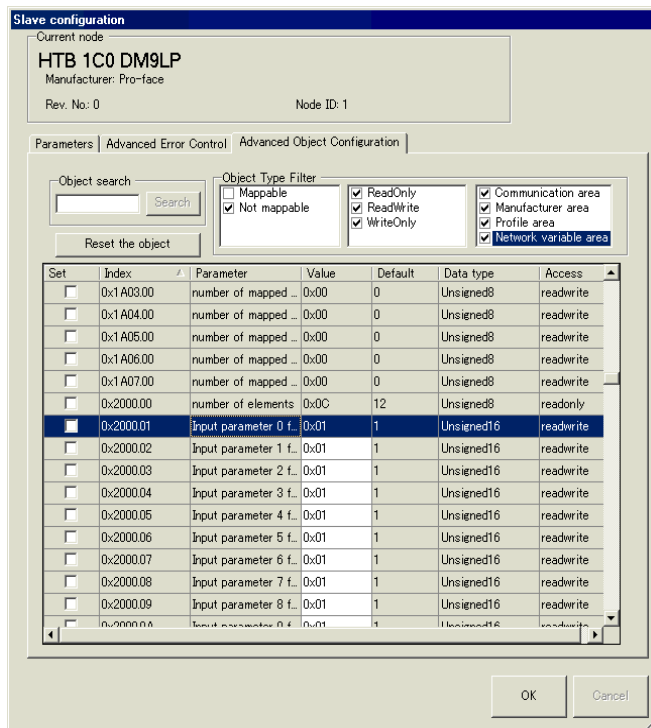 Slave configuration
Current node
HTB 1C0 DM9LP
Manufacturer: Pro-face
Rev. No.: 0 Node ID: 1
Parameters Advanced Error Control Advanced Object Configuration
Object search Object Type Filter
Search
Mappable ReadOnly Communication area
Not mappable ReadWrite Manufacturer area
WriteOnly Profile area
Network variable area
Reset the object
Set Index Parameter Value Default Data type Access
0x1A03.00 number of mapped ... 0x00 0 Unsigned8 readwrite
0x1A04.00 number of mapped ... 0x00 0 Unsigned8 readwrite
0x1A05.00 number of mapped ... 0x00 0 Unsigned8 readwrite
0x1A06.00 number of mapped ... 0x00 0 Unsigned8 readwrite
0x1A07.00 number of mapped ... 0x00 0 Unsigned8 readwrite
0x2000.00 number of elements 0x0C 12 Unsigned8 readonly
0x2000.01 Input parameter 0 f... 0x01 1 Unsigned16 readwrite
0x2000.02 Input parameter 1 f... 0x01 1 Unsigned16 readwrite
0x2000.03 Input parameter 2 f... 0x01 1 Unsigned16 readwrite
0x2000.04 Input parameter 3 f... 0x01 1 Unsigned16 readwrite
0x2000.05 Input parameter 4 f... 0x01 1 Unsigned16 readwrite
0x2000.06 Input parameter 5 f... 0x01 1 Unsigned16 readwrite
0x2000.07 Input parameter 6 f... 0x01 1 Unsigned16 readwrite
0x2000.08 Input parameter 7 f... 0x01 1 Unsigned16 readwrite
0x2000.09 Input parameter 8 f... 0x01 1 Unsigned16 readwrite
0x2000.0A Input parameter 9 f... 0x01 1 Unsigned16 readwrite
OK Cancel